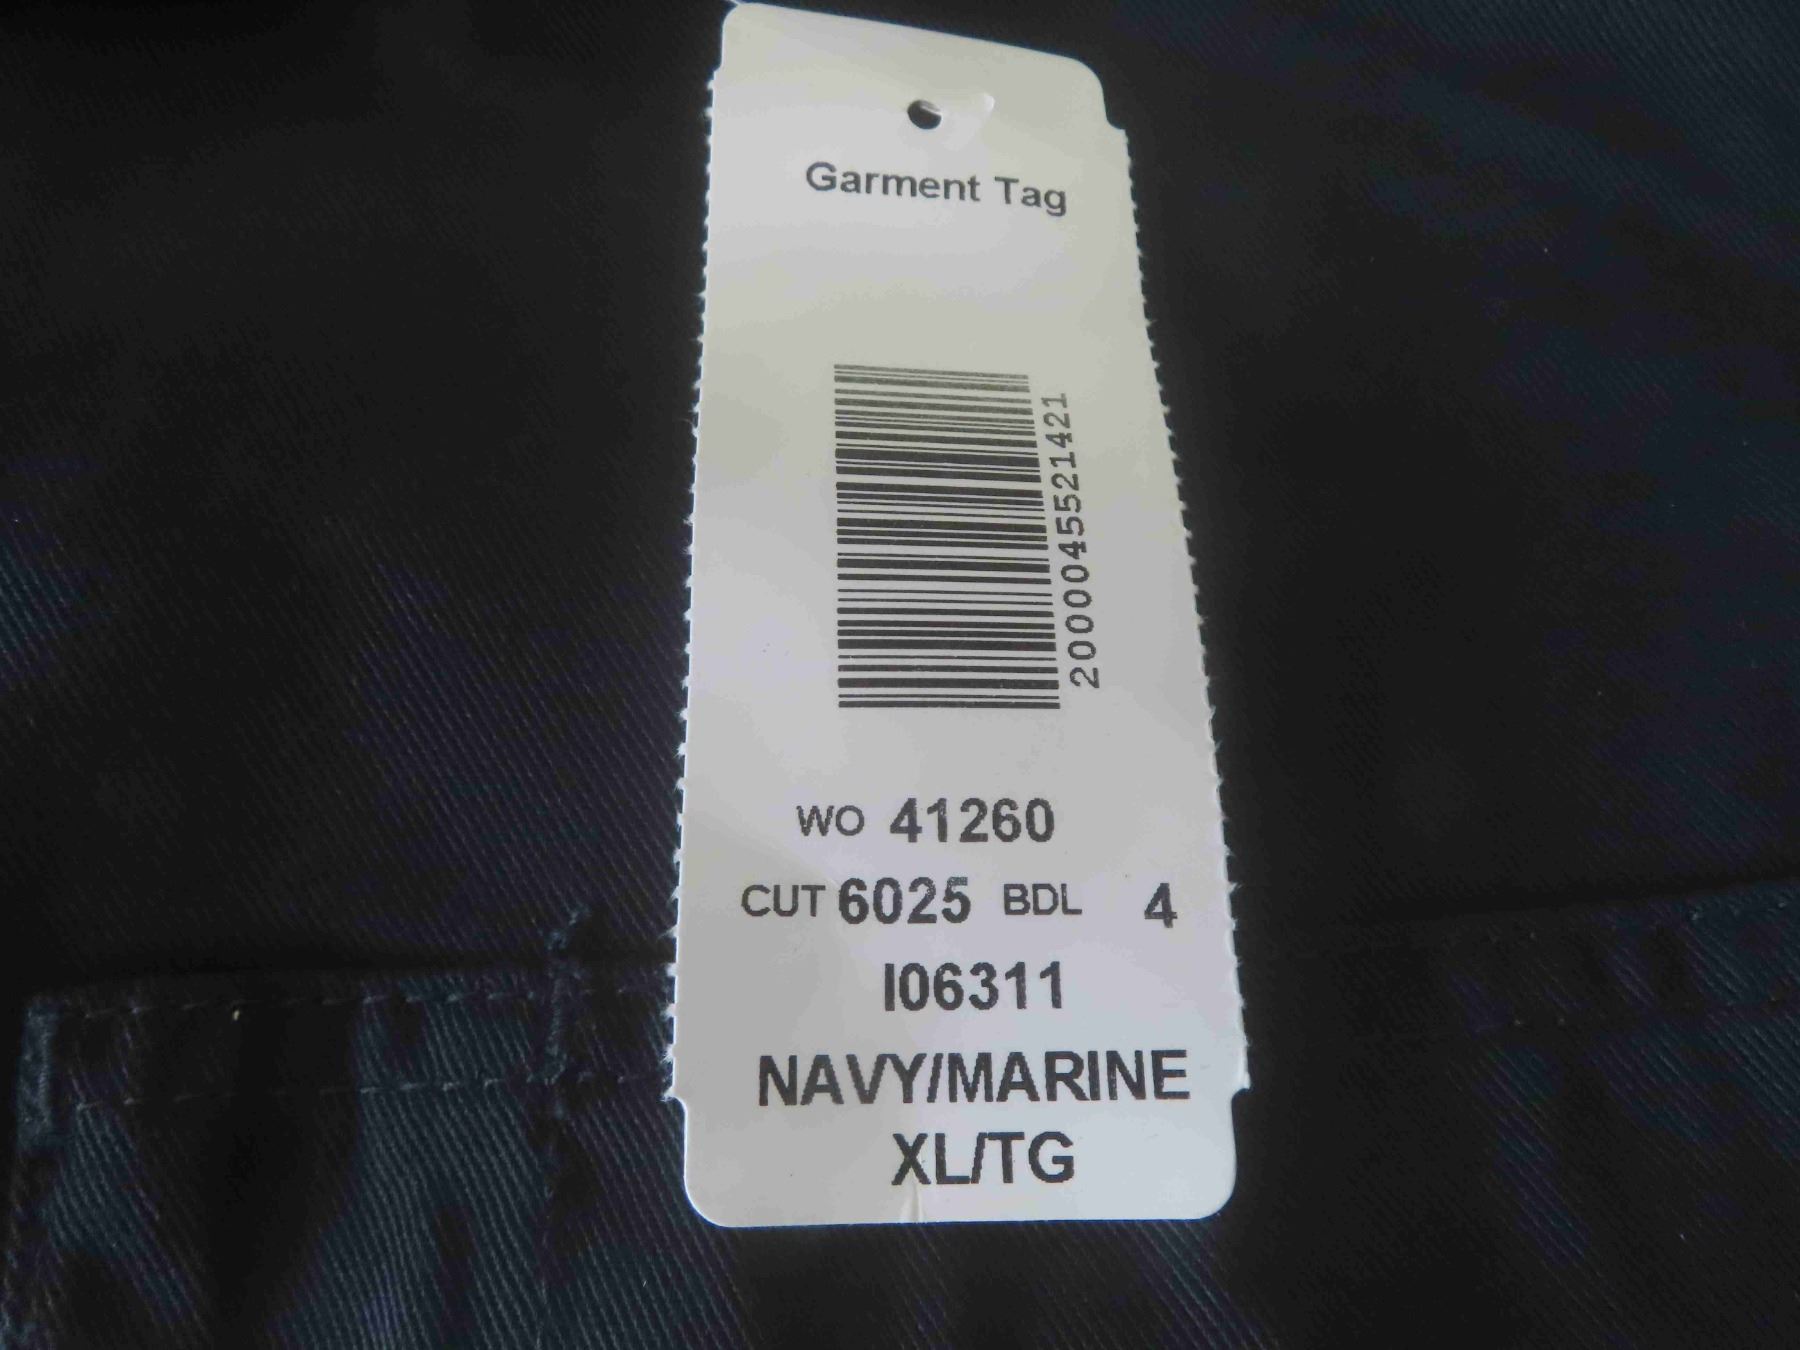 Garment Tag
2000045521421
WO 41260
CUT 6025 BDL 4
I06311
NAVY/MARINE
XL/TG